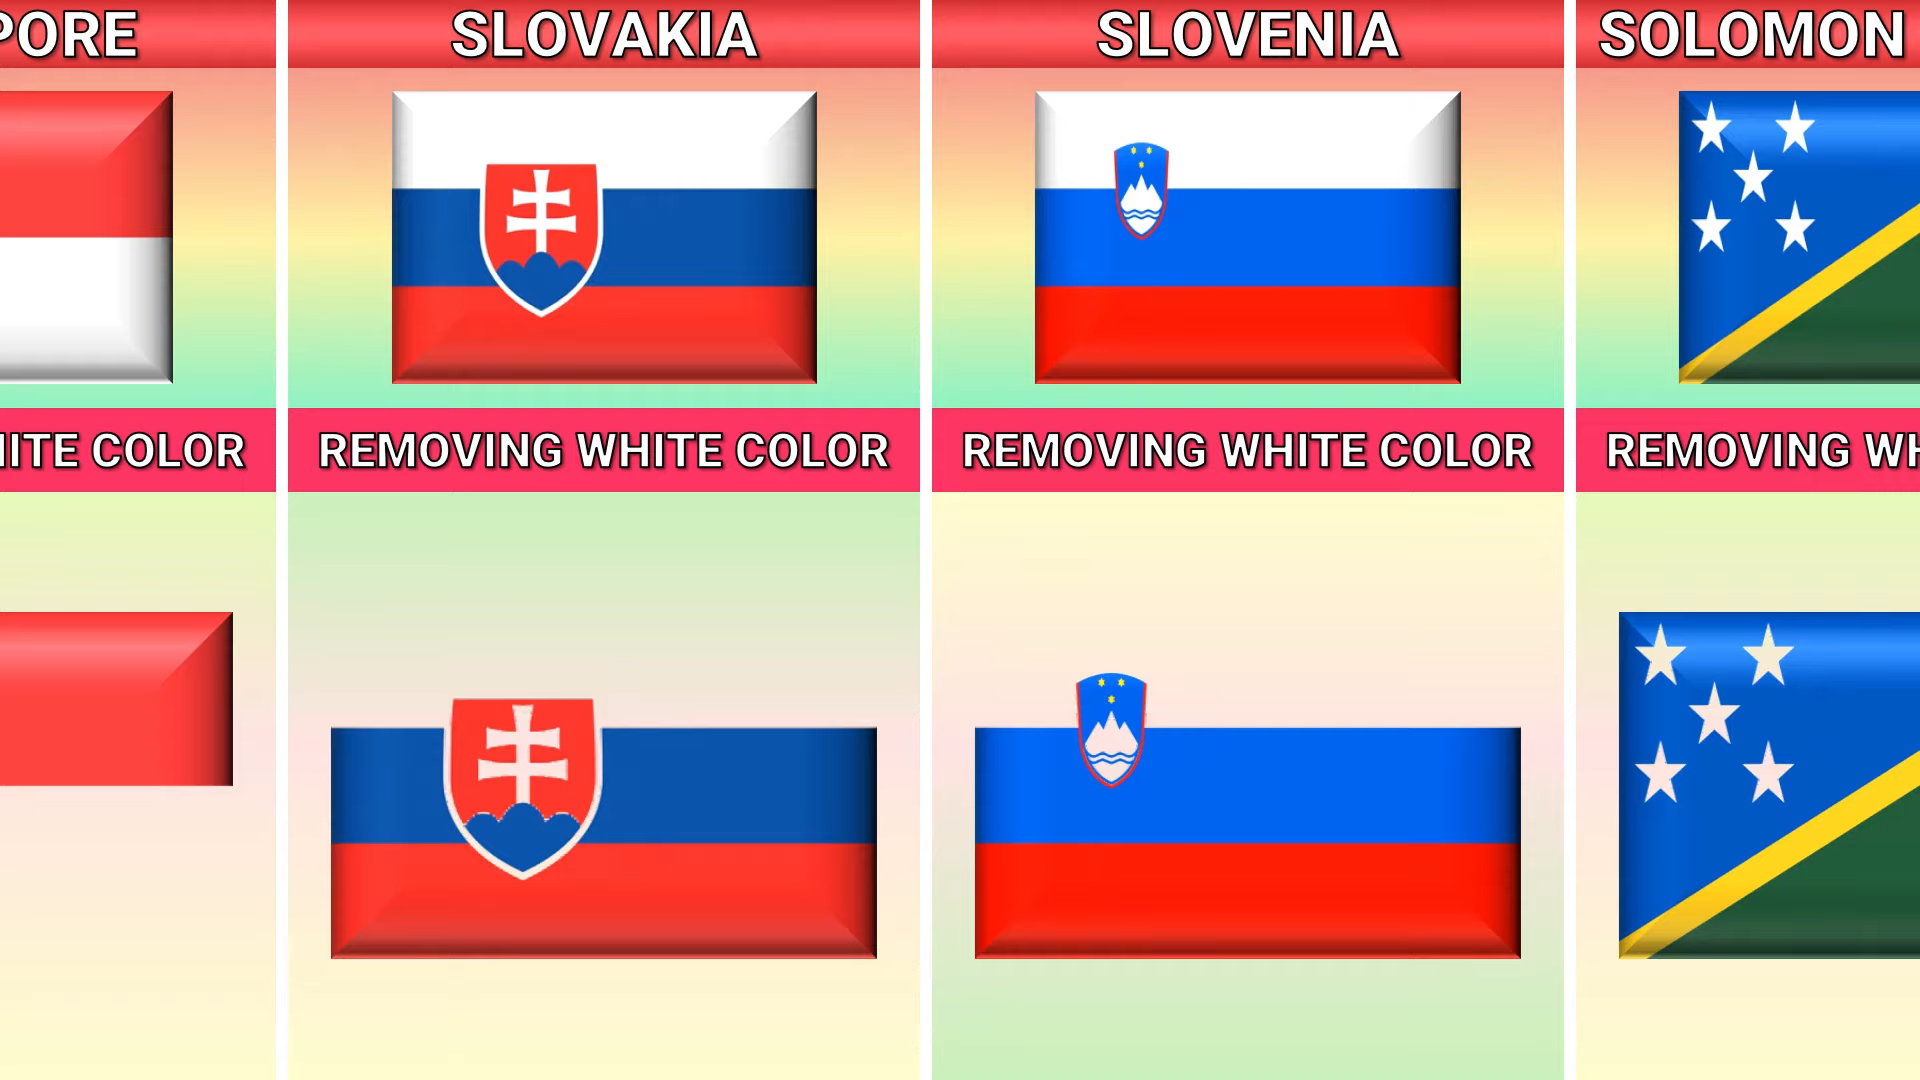 PORE
SLOVAKIA
SLOVENIA
SOLOMON
ITE COLOR
REMOVING WHITE COLOR
REMOVING WHITE COLOR
REMOVING WH